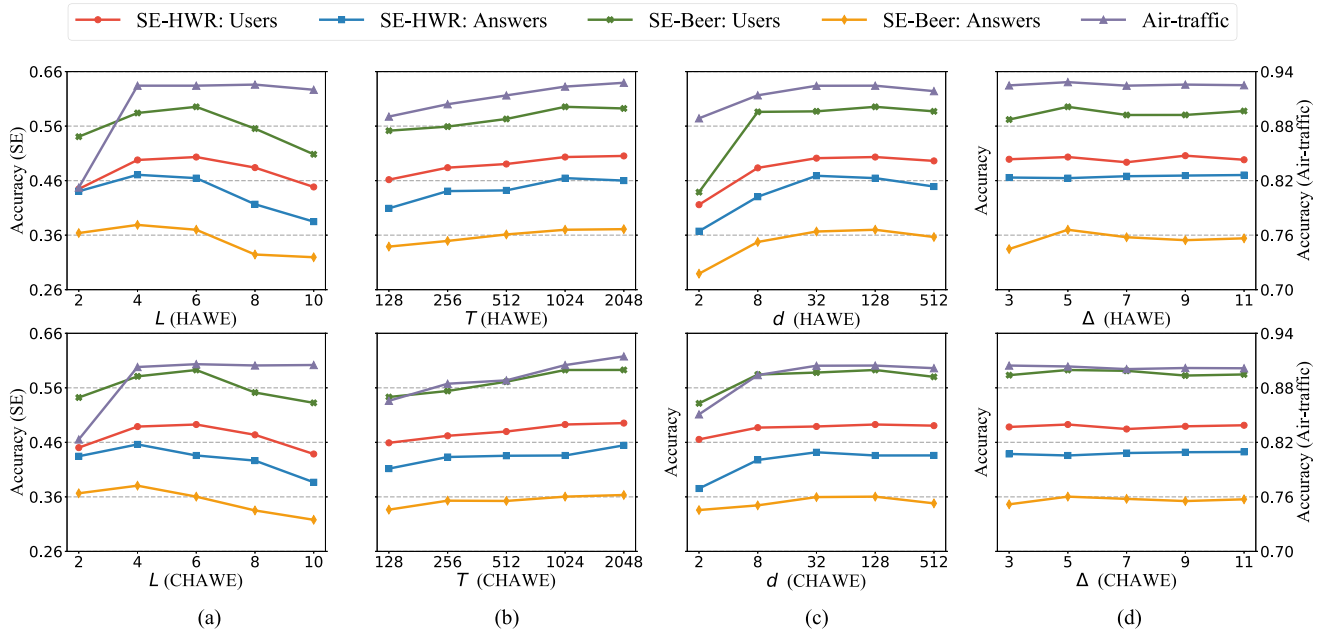 SE-HWR: Users SE-HWR: Answers SE-Beer: Users SE-Beer: Answers Air-traffic
Accuracy (SE)
0.66
0.56
0.46
0.36
0.26
2 4 6 8 10
L (HAWE)
128 256 512 1024 2048
T (HAWE)
2 8 32 128 512
d (HAWE)
Accuracy
3 5 7 9 11
Δ (HAWE)
0.94
0.88
0.82
0.76
0.70
Accuracy (Air-traffic)
Accuracy (SE)
0.66
0.56
0.46
0.36
0.26
2 4 6 8 10
L (CHAWE)
128 256 512 1024 2048
T (CHAWE)
Accuracy
2 8 32 128 512
d (CHAWE)
Accuracy
3 5 7 9 11
Δ (CHAWE)
0.94
0.88
0.82
0.76
0.70
Accuracy (Air-traffic)
(a) (b) (c) (d)